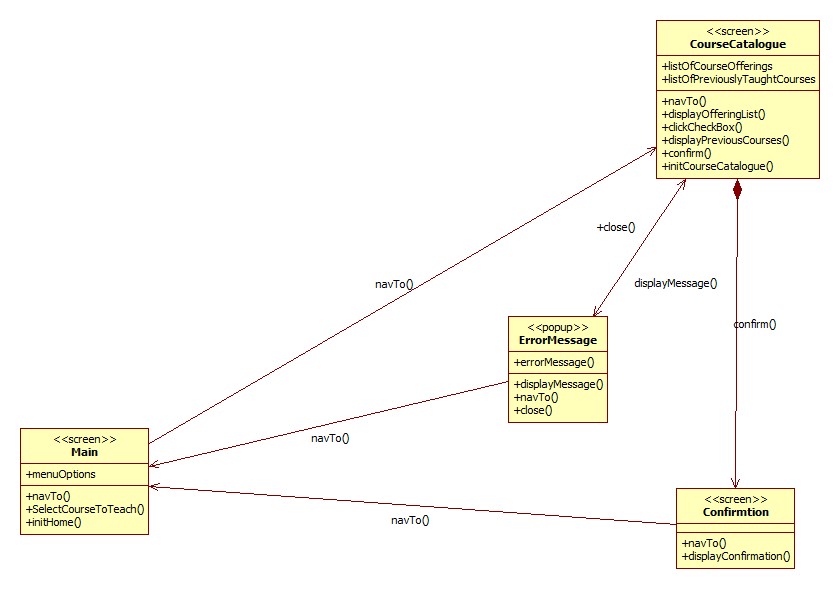 <<screen>>
CourseCatalogue
+listOfCourseOfferings
+listOfPreviouslyTaughtCourses
+navTo()
+displayOfferingList()
+clickCheckBox()
+displayPreviousCourses()
+confirm()
+initCourseCatalogue()
+close()
navTo()
displayMessage()
confirm()
<<popup>>
ErrorMessage
+errorMessage()
+displayMessage()
+navTo()
+close()
navTo()
<<screen>>
Main
+menuOptions
+navTo()
+SelectCourseToTeach()
+initHome()
navTo()
<<screen>>
Confirmtion
+navTo()
+displayConfirmation()